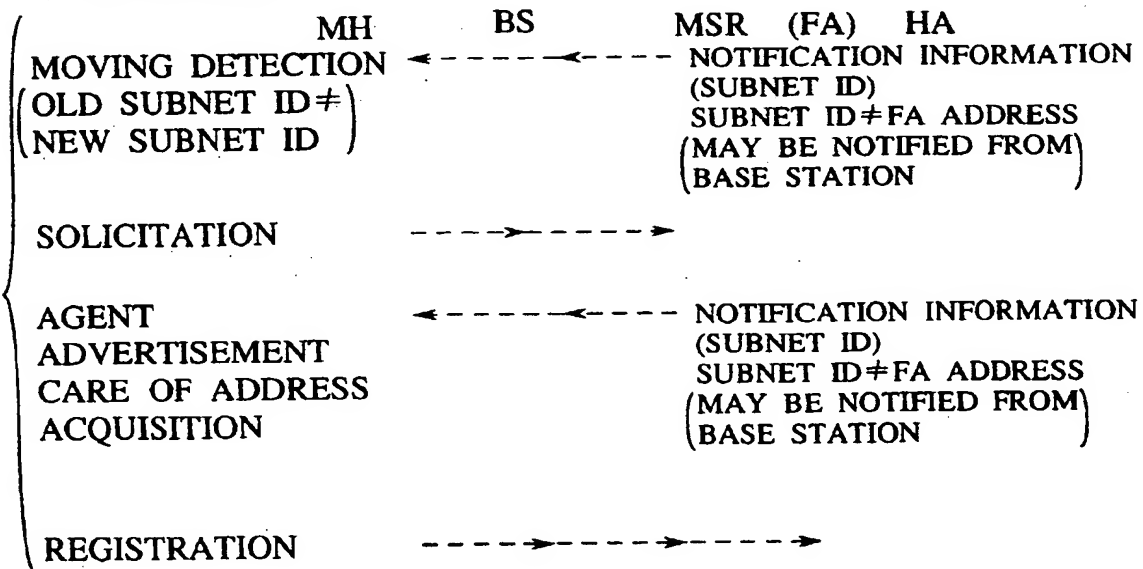 MH BS MSR (FA) HA
MOVING DETECTION
(OLD SUBNET ID≠
NEW SUBNET ID)
NOTIFICATION INFORMATION
(SUBNET ID)
SUBNET ID≠FA ADDRESS
(MAY BE NOTIFIED FROM
BASE STATION)
SOLICITATION
AGENT
ADVERTISEMENT
CARE OF ADDRESS
ACQUISITION
NOTIFICATION INFORMATION
(SUBNET ID)
SUBNET ID≠FA ADDRESS
(MAY BE NOTIFIED FROM
BASE STATION)
REGISTRATION